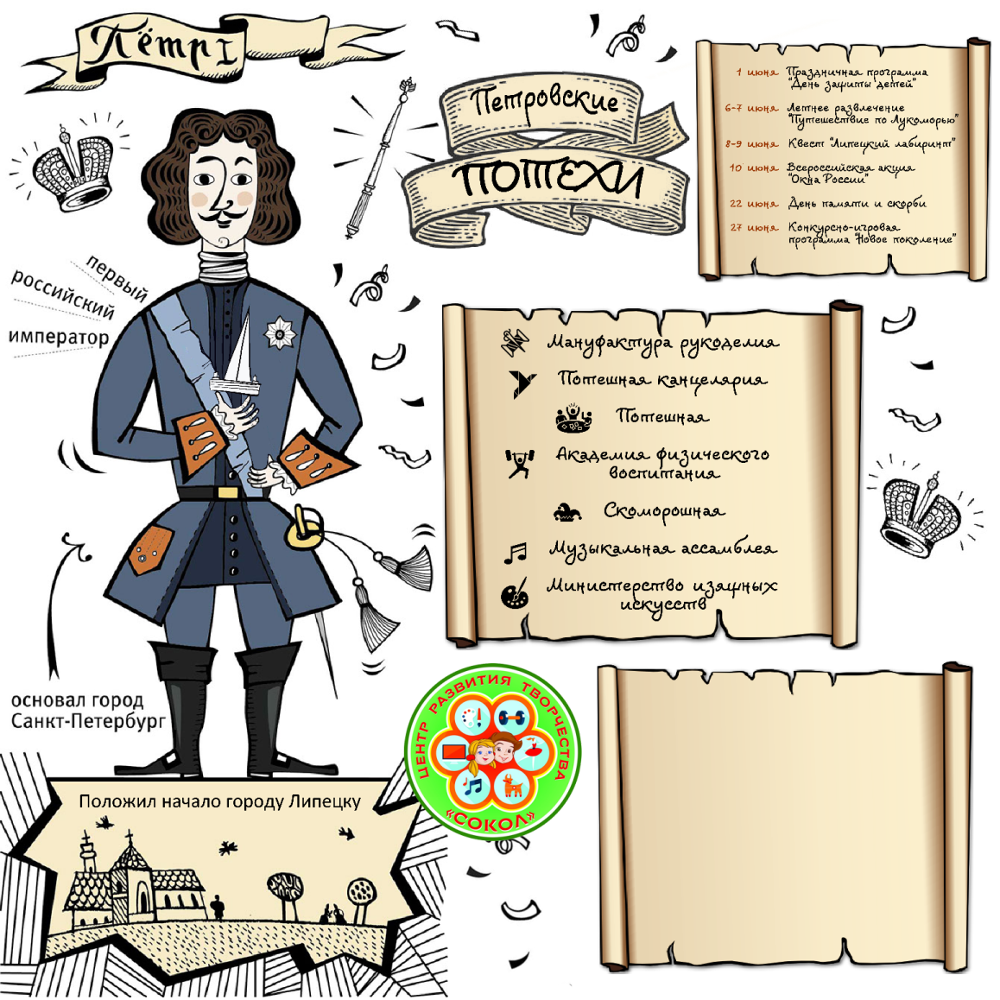 Пётр I
Петровские
ПОТЕХИ
1 июня Праздничная программа
"День защиты детей"
6-7 июня Летнее развлечение
"Путешествие по Лукоморью"
8-9 июня Квест "Липецкий лабиринт"
10 июня Всероссийская акция
"Окна России"
22 июня День памяти и скорби
27 июня Конкурсно-игровая
программа "Новое поколение"
первый
российский
император
Мануфактура рукоделия
Потешная канцелярия
Потешная
Академия физического
воспитания
Скоморошная
Музыкальная ассамблея
Министерство изящных
искусств
основал город
Санкт-Петербург
ЦЕНТР РАЗВИТИЯ ТВОРЧЕСТВА
«СОКОЛ»
Положил начало городу Липецку